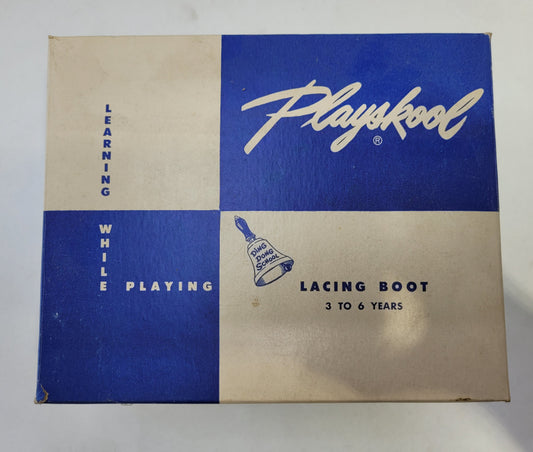 Playskool
®
LEARNING
WHILE
PLAYING
DING
DONG
SCHOOL
LACING BOOT
3 TO 6 YEARS